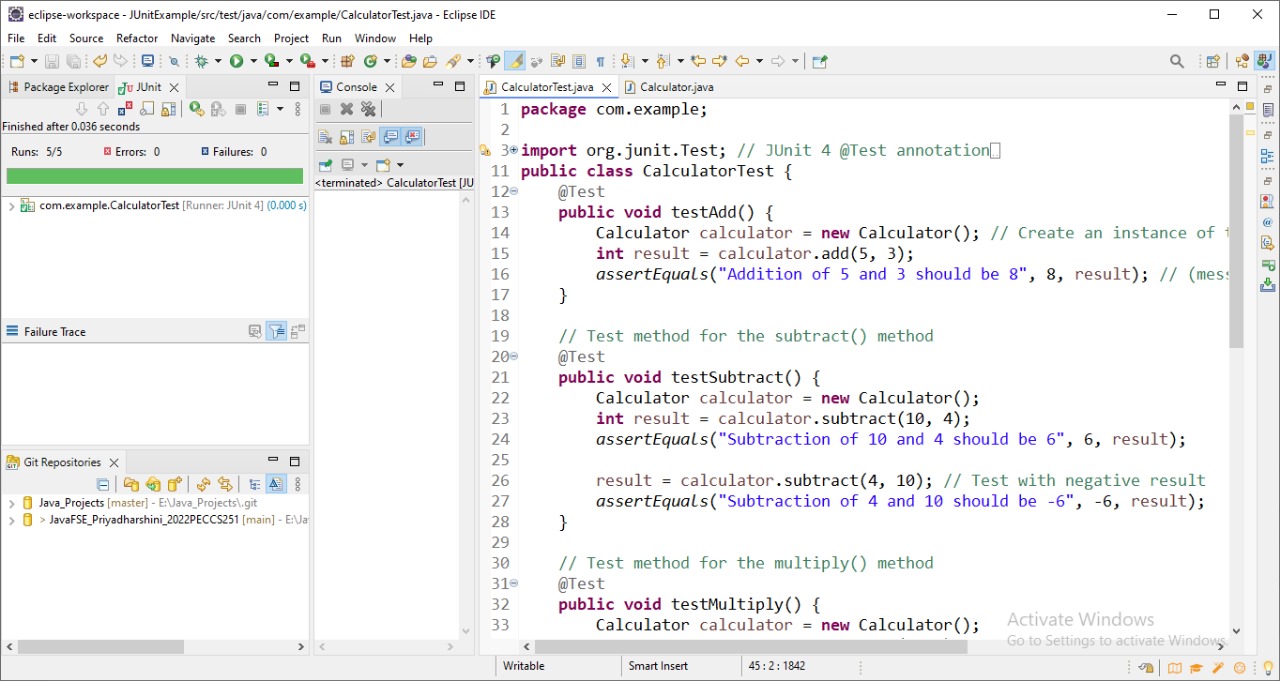 eclipse-workspace - JUnitExample/src/test/java/com/example/CalculatorTest.java - Eclipse IDE
File Edit Source Refactor Navigate Search Project Run Window Help
Package Explorer JUnit
Finished after 0.036 seconds
Runs: 5/5 Errors: 0 Failures: 0
com.example.CalculatorTest [Runner: JUnit 4] (0.000 s)
Failure Trace
Git Repositories
Java_Projects [master] - E:\Java_Projects\.git
> JavaFSE_Priyadharshini_2022PECCS251 [main] - E:\Ja
Console
<terminated> CalculatorTest [JU
CalculatorTest.java Calculator.java
1 package com.example;
2
3 import org.junit.Test; // JUnit 4 @Test annotation
11 public class CalculatorTest {
12 @Test
13 public void testAdd() {
14 Calculator calculator = new Calculator(); // Create an instance of
15 int result = calculator.add(5, 3);
16 assertEquals("Addition of 5 and 3 should be 8", 8, result); // (mes
17 }
18
19 // Test method for the subtract() method
20 @Test
21 public void testSubtract() {
22 Calculator calculator = new Calculator();
23 int result = calculator.subtract(10, 4);
24 assertEquals("Subtraction of 10 and 4 should be 6", 6, result);
25
26 result = calculator.subtract(4, 10); // Test with negative result
27 assertEquals("Subtraction of 4 and 10 should be -6", -6, result);
28 }
29
30 // Test method for the multiply() method
31 @Test
32 public void testMultiply() {
33 Calculator calculator = new Calculator();
Activate Windows
Go to Settings to activate Windows.
Writable Smart Insert 45 : 2 : 1842